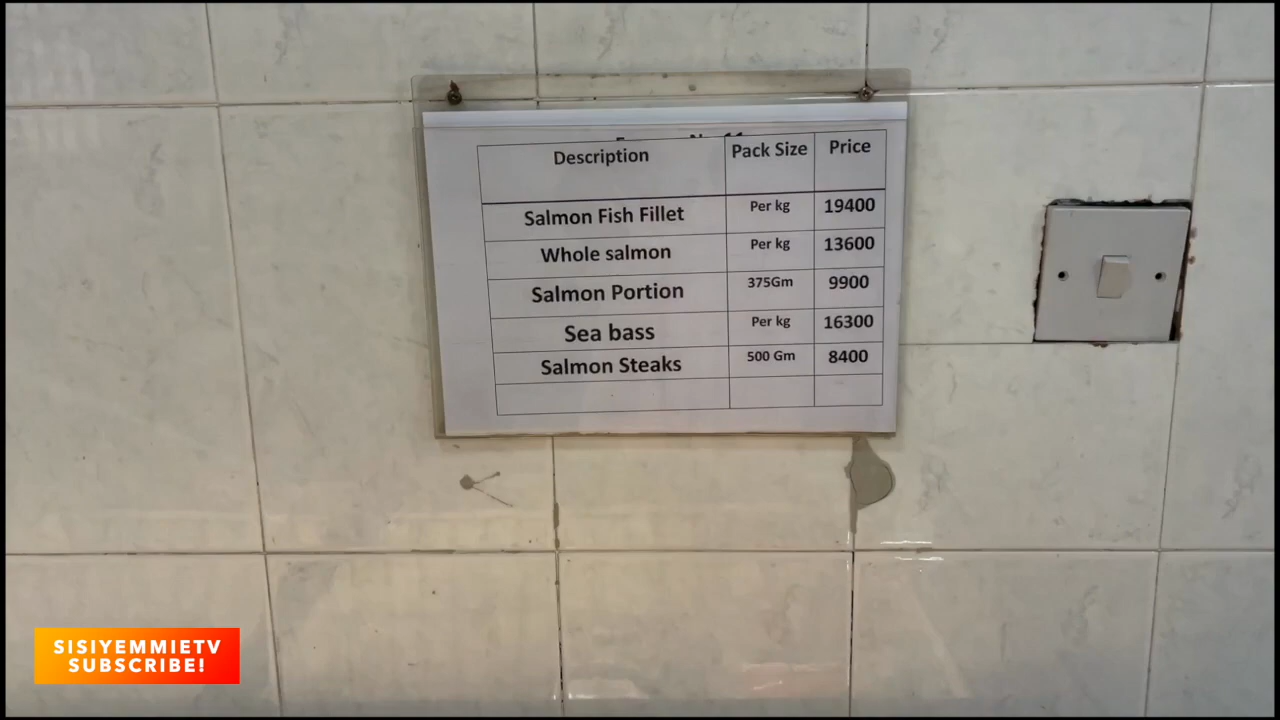 Description Pack Size Price
Salmon Fish Fillet Per kg 19400
Whole salmon Per kg 13600
Salmon Portion 375Gm 9900
Sea bass Per kg 16300
Salmon Steaks 500 Gm 8400
SISIYEMMIETV
SUBSCRIBE!